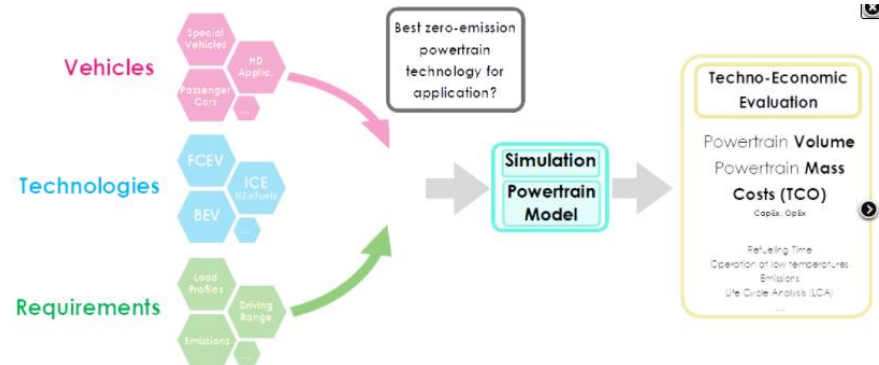 Vehicles
Special
Vehicles
HD
Applic.
Passenger
Cars
...
Technologies
FCEV
ICE
H2/eFuels
BEV
...
Requirements
Load
Profiles
Driving
Range
Emissions
...
Best zero-emission
powertrain
technology for
application?
Simulation
Powertrain
Model
Techno-Economic
Evaluation
Powertrain Volume
Powertrain Mass
Costs (TCO)
CapEx, OpEx
Refueling Time
Operation at low temperatures
Emissions
Life Cycle Analysis (LCA)
...